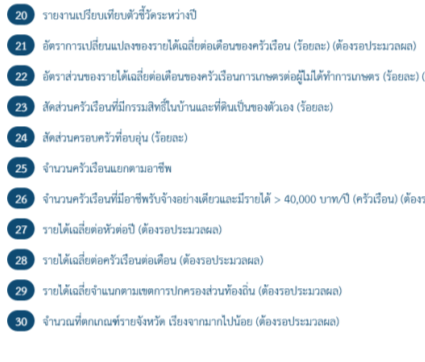 20 รายงานเปรียบเทียบตัวชี้วัดระหว่างปี
21 อัตราการเปลี่ยนแปลงของรายได้เฉลี่ยต่อเดือนของครัวเรือน (ร้อยละ) (ต้องรอประมวลผล)
22 อัตราส่วนของรายได้เฉลี่ยต่อเดือนของครัวเรือนการเกษตรต่อผู้ไม่ได้ทำการเกษตร (ร้อยละ) (
23 สัดส่วนครัวเรือนที่มีกรรมสิทธิ์ในบ้านและที่ดินเป็นของตัวเอง (ร้อยละ)
24 สัดส่วนครอบครัวที่อบอุ่น (ร้อยละ)
25 จำนวนครัวเรือนแยกตามอาชีพ
26 จำนวนครัวเรือนที่มีอาชีพรับจ้างอย่างเดียวและมีรายได้ > 40,000 บาท/ปี (ครัวเรือน) (ต้องร
27 รายได้เฉลี่ยต่อหัวต่อปี (ต้องรอประมวลผล)
28 รายได้เฉลี่ยต่อครัวเรือนต่อเดือน (ต้องรอประมวลผล)
29 รายได้เฉลี่ยจำแนกตามเขตการปกครองส่วนท้องถิ่น (ต้องรอประมวลผล)
30 จำนวณที่ตกเกณฑ์รายจังหวัด เรียงจากมากไปน้อย (ต้องรอประมวลผล)